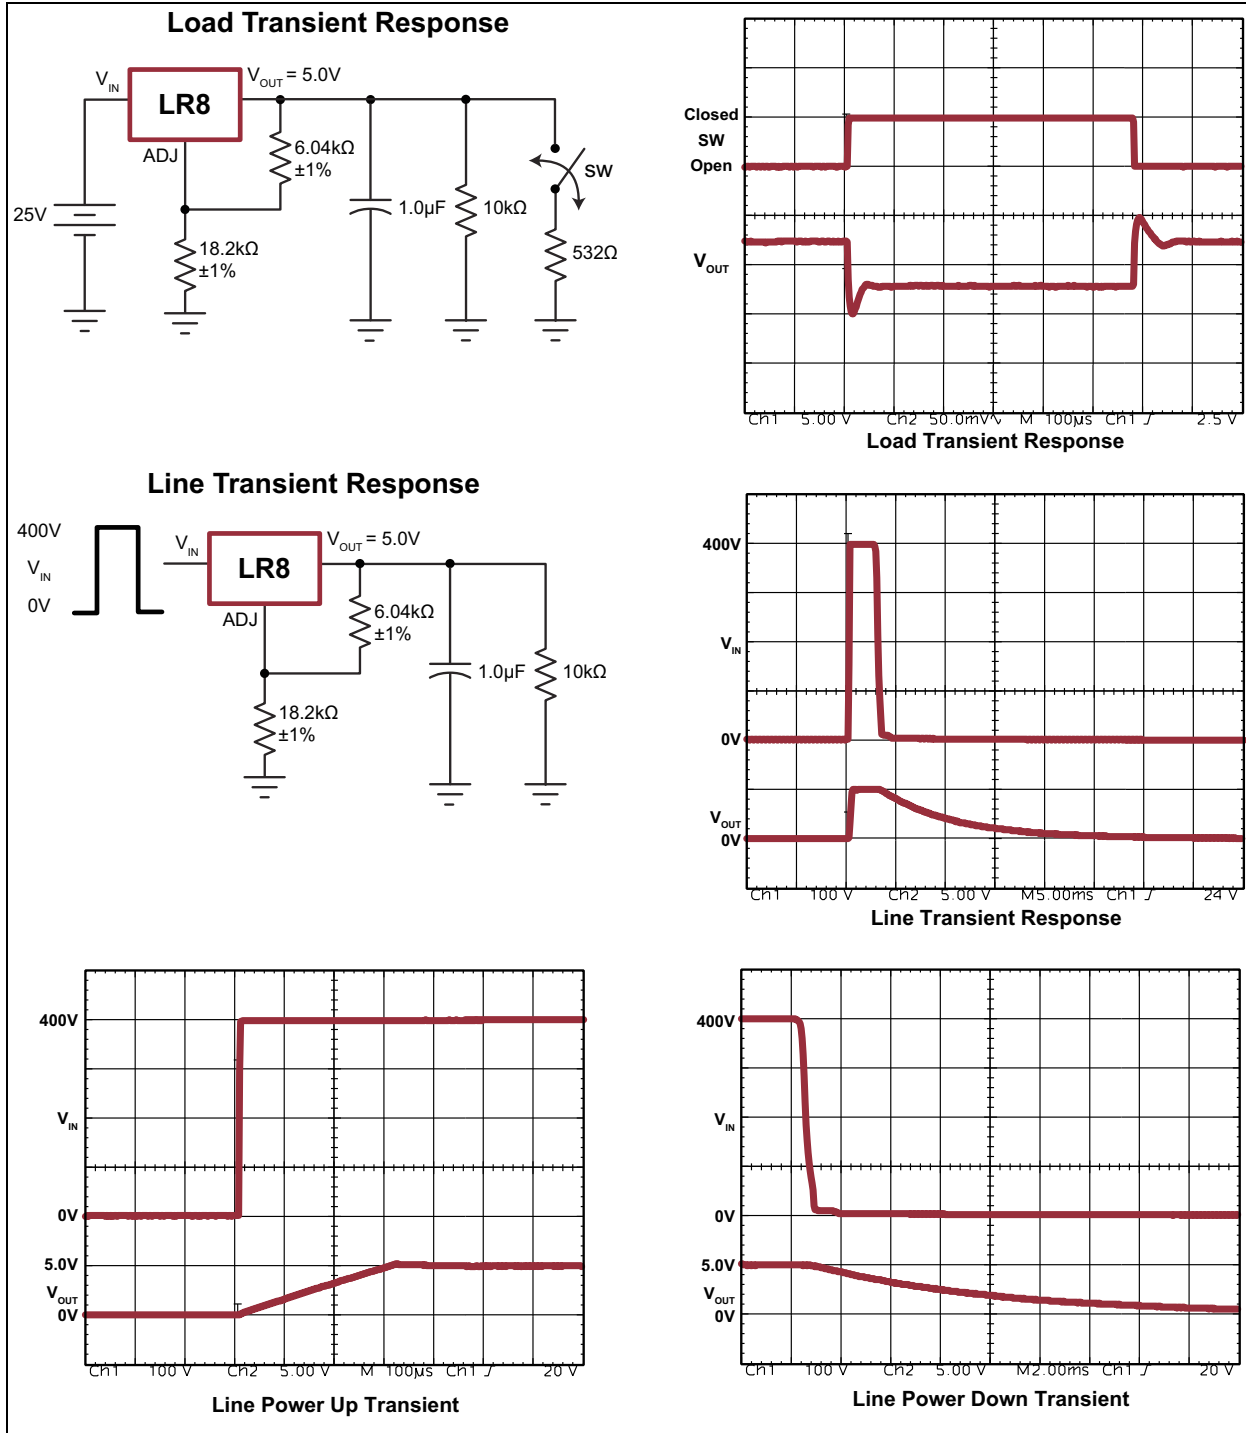 Load Transient Response
VIN
LR8
VOUT = 5.0V
ADJ
6.04kΩ
±1%
25V
18.2kΩ
±1%
1.0µF
10kΩ
SW
532Ω
Closed
SW
Open
VOUT
Ch1 5.00 V Ch2 50.0mV∿ M 100µs Ch1 ⌡ 2.5 V
Load Transient Response
Line Transient Response
400V
VIN
0V
VIN
LR8
VOUT = 5.0V
ADJ
6.04kΩ
±1%
18.2kΩ
±1%
1.0µF
10kΩ
400V
VIN
0V
VOUT
0V
Ch1 100 V Ch2 5.00 V M5.00ms Ch1 ⌡ 24 V
Line Transient Response
400V
VIN
0V
5.0V
VOUT
0V
Ch1 100 V Ch2 5.00 V M 100µs Ch1 ⌡ 20 V
Line Power Up Transient
400V
VIN
0V
5.0V
VOUT
0V
Ch1 100 V Ch2 5.00 V M2.00ms Ch1 ⌡ 20 V
Line Power Down Transient